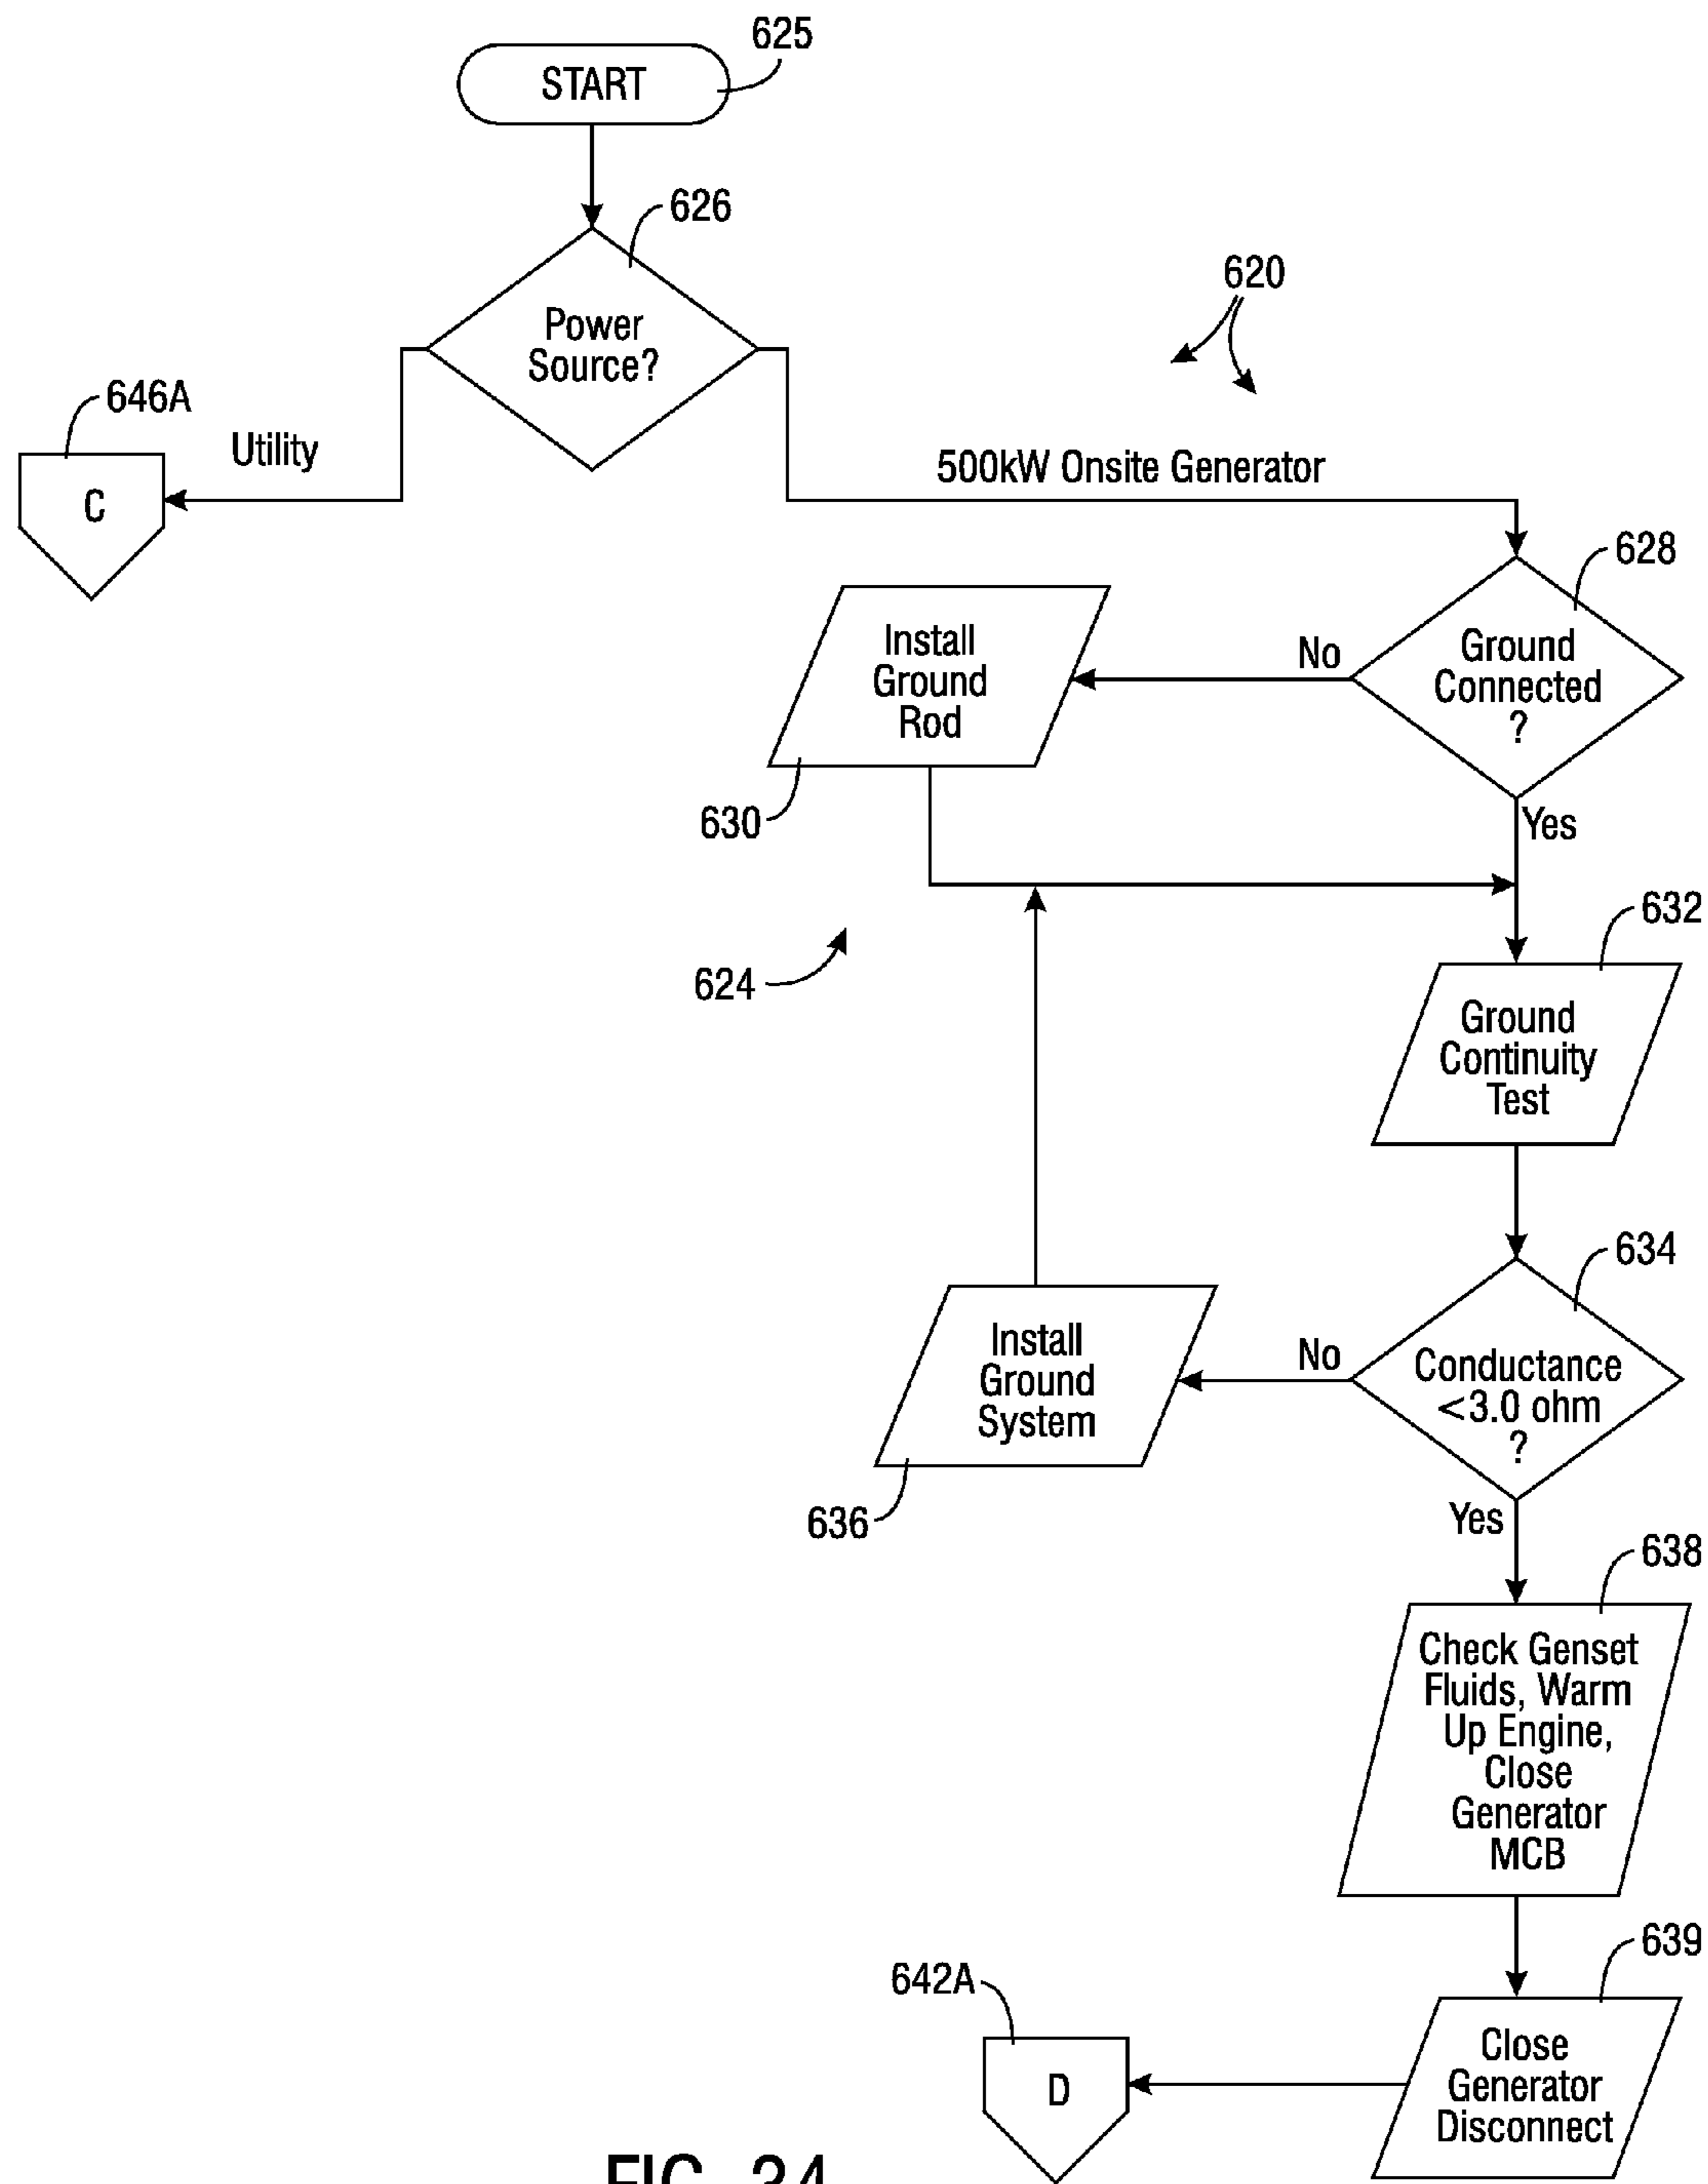 625
START
626
Power
Source?
620
646A
Utility
C
500kW Onsite Generator
628
Ground
Connected
?
No
Install
Ground
Rod
630
Yes
632
624
Ground
Continuity
Test
634
Conductance
<3.0 ohm
?
No
Install
Ground
System
636
Yes
638
Check Genset
Fluids, Warm
Up Engine,
Close
Generator
MCB
639
642A
Close
Generator
Disconnect
D
FIG. 34